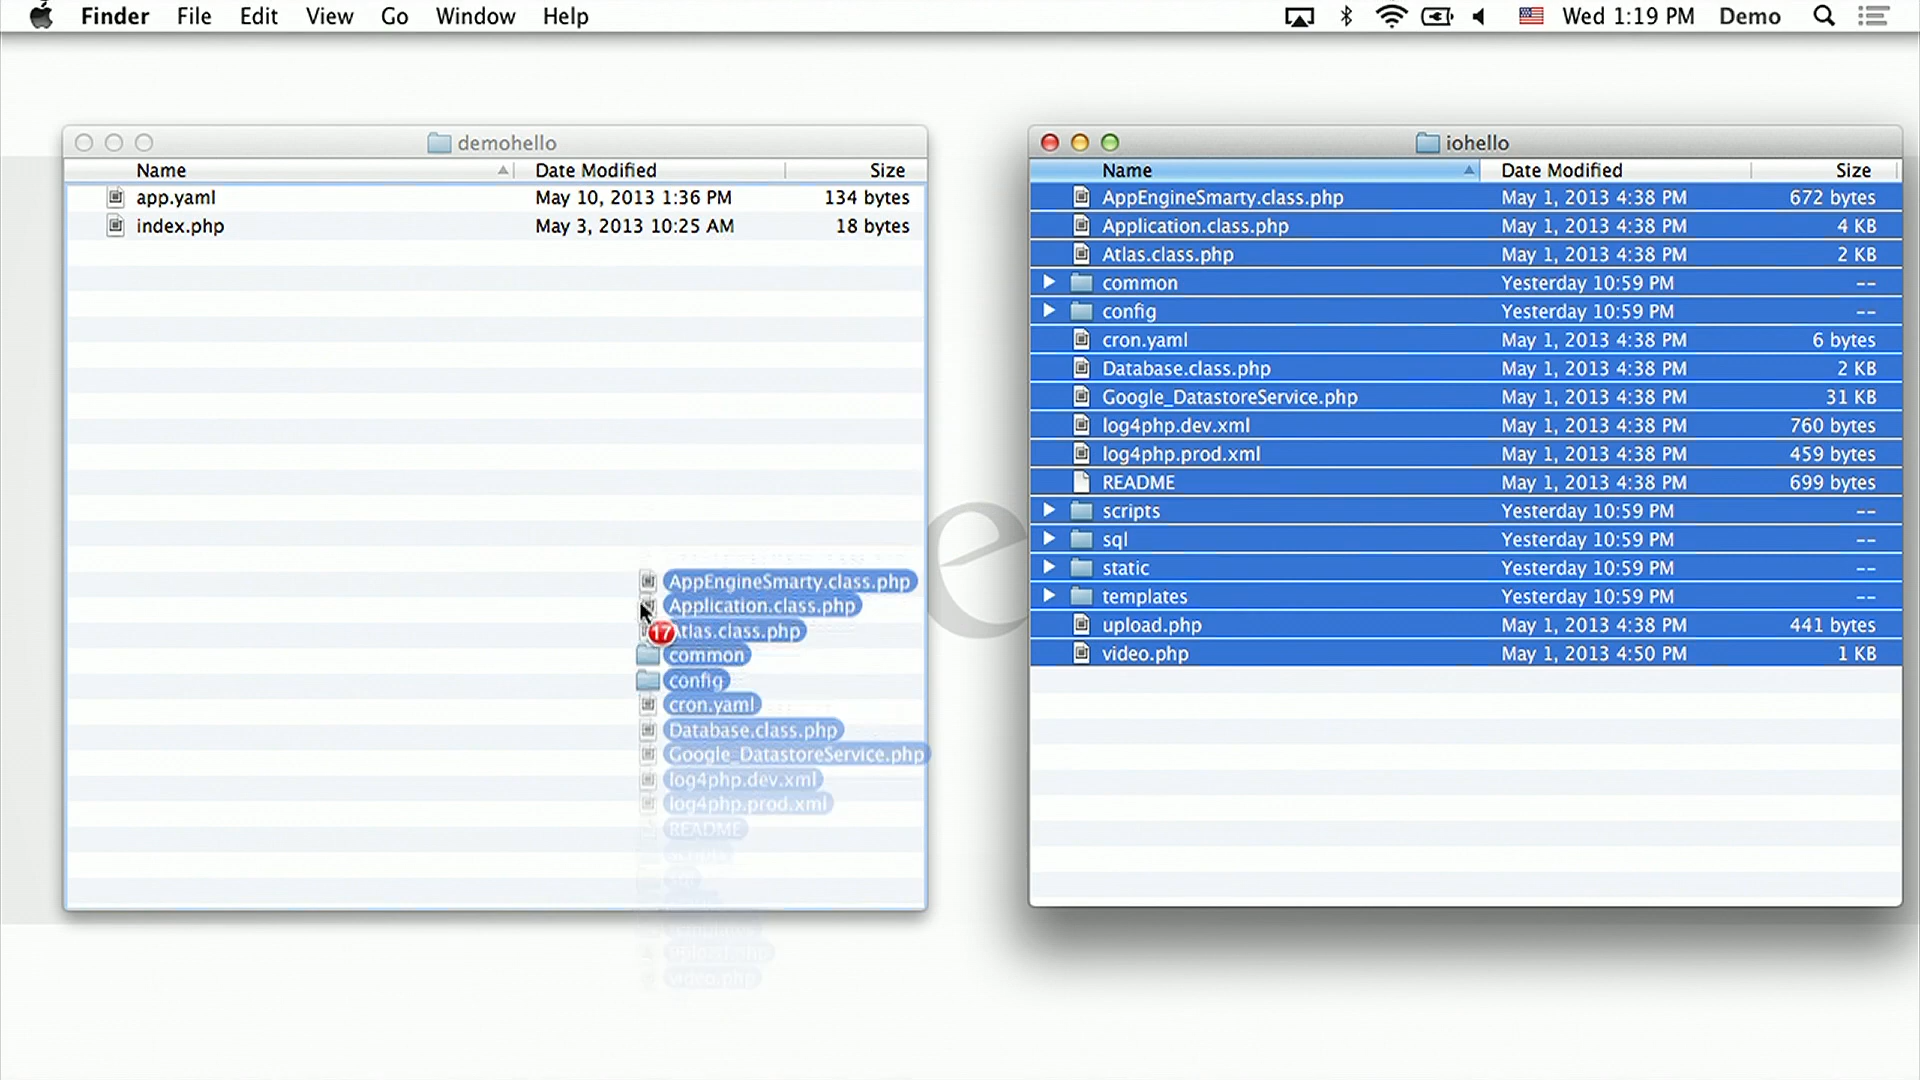 Finder File Edit View Go Window Help Wed 1:19 PM Demo
demohello
Name Date Modified Size
app.yaml May 10, 2013 1:36 PM 134 bytes
index.php May 3, 2013 10:25 AM 18 bytes
AppEngineSmarty.class.php
Application.class.php
17 Atlas.class.php
common
config
cron.yaml
Database.class.php
Google_DatastoreService.php
log4php.dev.xml
log4php.prod.xml
README
templates
upload.php
video.php
e
iohello
Name Date Modified Size
AppEngineSmarty.class.php May 1, 2013 4:38 PM 672 bytes
Application.class.php May 1, 2013 4:38 PM 4 KB
Atlas.class.php May 1, 2013 4:38 PM 2 KB
common Yesterday 10:59 PM --
config Yesterday 10:59 PM --
cron.yaml May 1, 2013 4:38 PM 6 bytes
Database.class.php May 1, 2013 4:38 PM 2 KB
Google_DatastoreService.php May 1, 2013 4:38 PM 31 KB
log4php.dev.xml May 1, 2013 4:38 PM 760 bytes
log4php.prod.xml May 1, 2013 4:38 PM 459 bytes
README May 1, 2013 4:38 PM 699 bytes
scripts Yesterday 10:59 PM --
sql Yesterday 10:59 PM --
static Yesterday 10:59 PM --
templates Yesterday 10:59 PM --
upload.php May 1, 2013 4:38 PM 441 bytes
video.php May 1, 2013 4:50 PM 1 KB